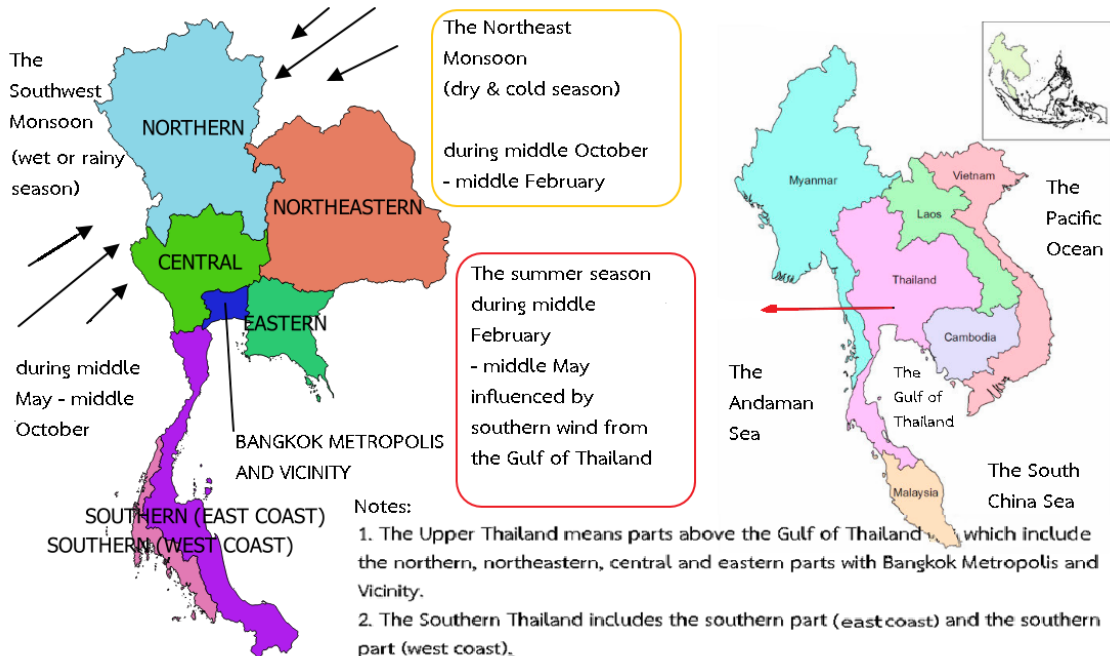 The
Southwest
Monsoon
(wet or rainy
season)
during middle
May - middle
October
NORTHERN
NORTHEASTERN
CENTRAL
EASTERN
BANGKOK METROPOLIS
AND VICINITY
SOUTHERN (EAST COAST)
SOUTHERN (WEST COAST)
The Northeast
Monsoon
(dry & cold season)
during middle October
- middle February
The summer season
during middle
February
- middle May
influenced by
southern wind from
the Gulf of Thailand
Myanmar
Laos
Vietnam
Thailand
Cambodia
Malaysia
The
Pacific
Ocean
The
Andaman
Sea
The
Gulf of
Thailand
The South
China Sea
Notes:
1. The Upper Thailand means parts above the Gulf of Thailand which include
the northern, northeastern, central and eastern parts with Bangkok Metropolis and
Vicinity.
2. The Southern Thailand includes the southern part (east coast) and the southern
part (west coast).